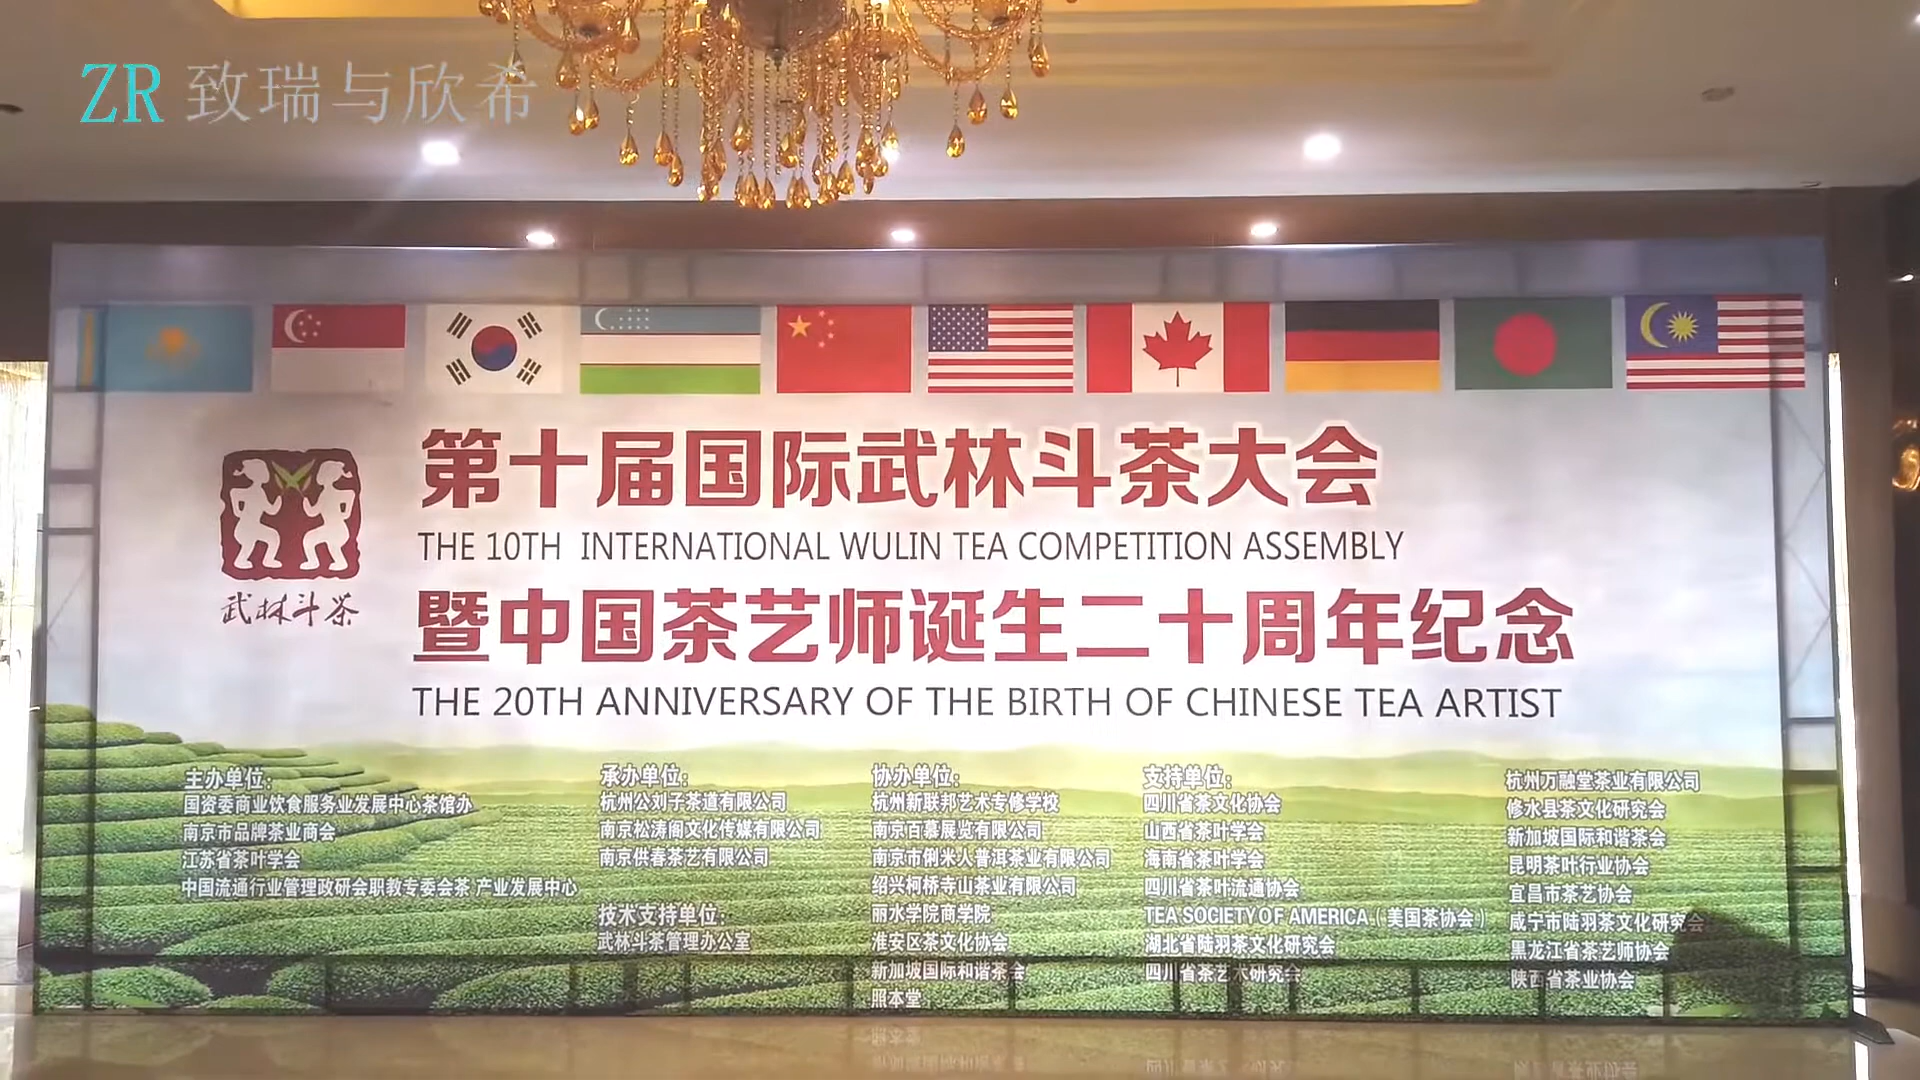 ZR 致瑞与欣希
第十届国际武林斗茶大会
THE 10TH INTERNATIONAL WULIN TEA COMPETITION ASSEMBLY
武林斗茶
暨中国茶艺师诞生二十周年纪念
THE 20TH ANNIVERSARY OF THE BIRTH OF CHINESE TEA ARTIST
主办单位:
国资委商业饮食服务业发展中心茶馆办
南京市品牌茶业商会
江苏省茶叶学会
中国流通行业管理政研会职教专委会茶 产业发展中心
承办单位:
杭州公刘子茶道有限公司
南京松涛阁文化传媒有限公司
南京供春茶艺有限公司
技术支持单位:
武林斗茶管理办公室
协办单位:
杭州新联邦艺术专修学校
南京百慕展览有限公司
南京市俐米人普洱茶业有限公司
绍兴柯桥寺山茶业有限公司
丽水学院商学院
淮安区茶文化协会
新加坡国际和谐茶会
照本堂
支持单位:
四川省茶文化协会
山西省茶叶学会
海南省茶叶学会
四川省茶叶流通协会
TEA SOCIETY OF AMERICA（美国茶协会）
湖北省陆羽茶文化研究会
四川省茶艺术研究会
杭州万融堂茶业有限公司
修水县茶文化研究会
新加坡国际和谐茶会
昆明茶叶行业协会
宜昌市茶艺协会
咸宁市陆羽茶文化研究会
黑龙江省茶艺师协会
陕西省茶业协会